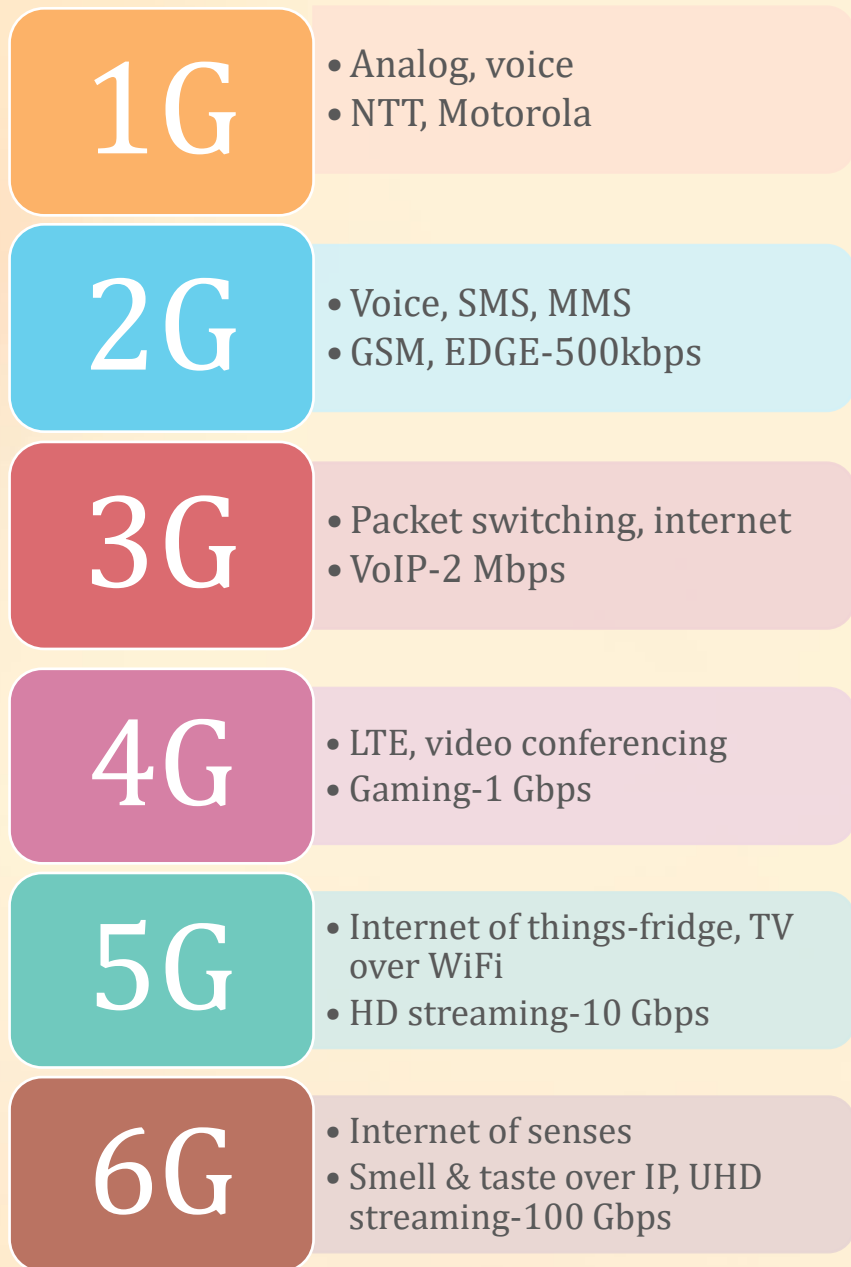 1G
• Analog, voice
• NTT, Motorola
2G
• Voice, SMS, MMS
• GSM, EDGE-500kbps
3G
• Packet switching, internet
• VoIP-2 Mbps
4G
• LTE, video conferencing
• Gaming-1 Gbps
5G
• Internet of things-fridge, TV
over WiFi
• HD streaming-10 Gbps
6G
• Internet of senses
• Smell & taste over IP, UHD
streaming-100 Gbps